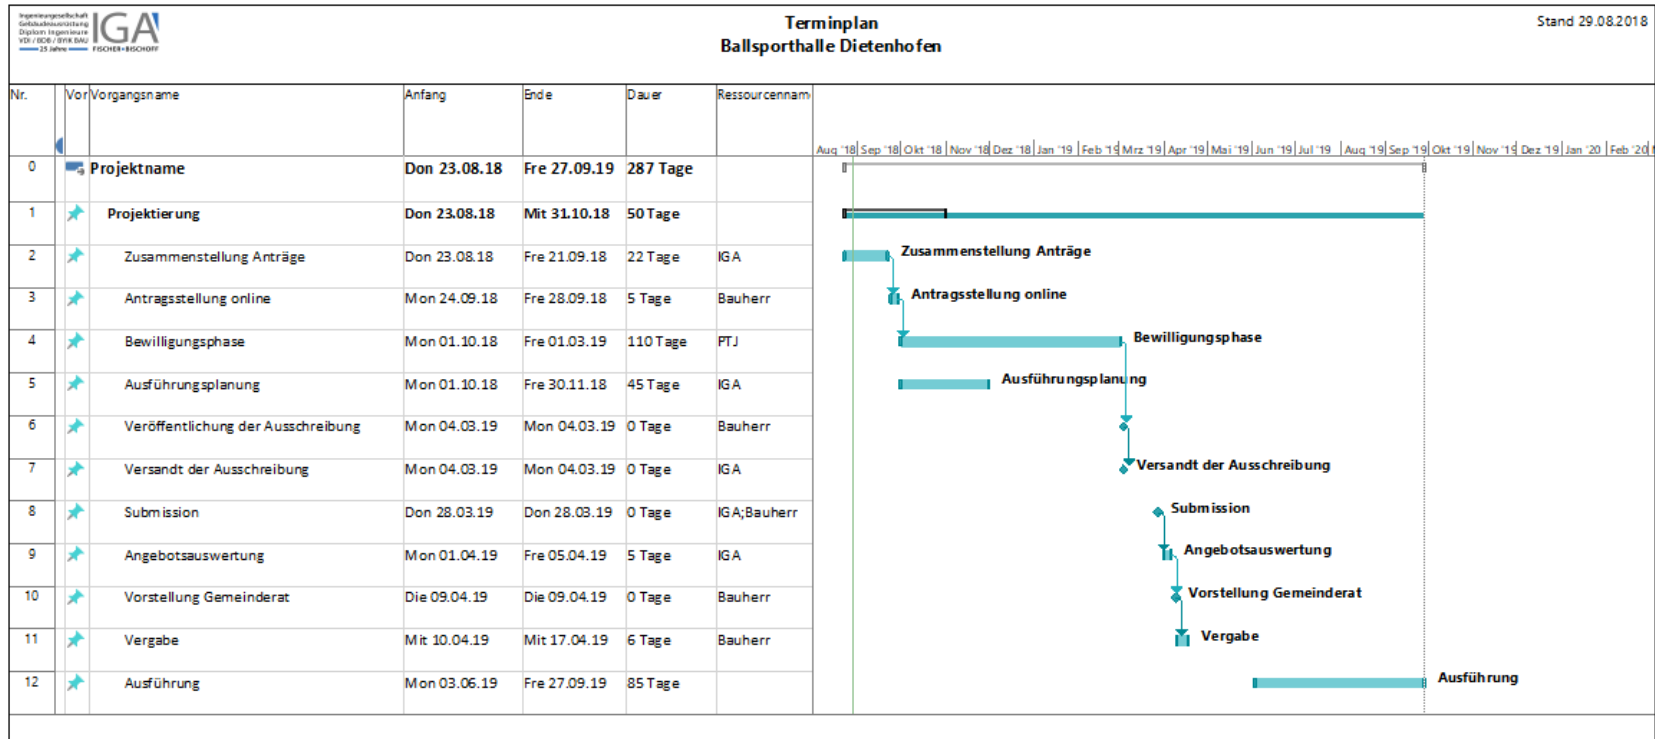 Ingenieurgesellschaft
Gebäudeausrüstung
Diplom Ingenieure
VDI / BDB / BYIK BAU
25 Jahre
IGA
FISCHER+BISCHOFF
Terminplan
Ballsporthalle Dietenhofen
Stand 29.08.2018
Nr. Vor Vorgangsname Anfang Ende Dauer Ressourcennam
Aug '18 Sep '18 Okt '18 Nov '18 Dez '18 Jan '19 Feb '19 Mrz '19 Apr '19 Mai '19 Jun '19 Jul '19 Aug '19 Sep '19 Okt '19 Nov '19 Dez '19 Jan '20 Feb '20
0 Projektname Don 23.08.18 Fre 27.09.19 287 Tage
1 Projektierung Don 23.08.18 Mit 31.10.18 50 Tage
2 Zusammenstellung Anträge Don 23.08.18 Fre 21.09.18 22 Tage IGA Zusammenstellung Anträge
3 Antragsstellung online Mon 24.09.18 Fre 28.09.18 5 Tage Bauherr Antragsstellung online
4 Bewilligungsphase Mon 01.10.18 Fre 01.03.19 110 Tage PTJ Bewilligungsphase
5 Ausführungsplanung Mon 01.10.18 Fre 30.11.18 45 Tage IGA Ausführungsplanung
6 Veröffentlichung der Ausschreibung Mon 04.03.19 Mon 04.03.19 0 Tage Bauherr
7 Versandt der Ausschreibung Mon 04.03.19 Mon 04.03.19 0 Tage IGA Versandt der Ausschreibung
8 Submission Don 28.03.19 Don 28.03.19 0 Tage IGA;Bauherr Submission
9 Angebotsauswertung Mon 01.04.19 Fre 05.04.19 5 Tage IGA Angebotsauswertung
10 Vorstellung Gemeinderat Die 09.04.19 Die 09.04.19 0 Tage Bauherr Vorstellung Gemeinderat
11 Vergabe Mit 10.04.19 Mit 17.04.19 6 Tage Bauherr Vergabe
12 Ausführung Mon 03.06.19 Fre 27.09.19 85 Tage Ausführung